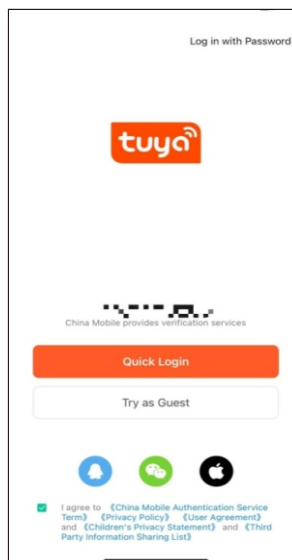 Log in with Password
tuya
China Mobile provides verification services
Quick Login
Try as Guest
I agree to 《China Mobile Authentication Service
Term》 《Privacy Policy》 《User Agreement》
and 《Children's Privacy Statement》 and 《Third
Party Information Sharing List》